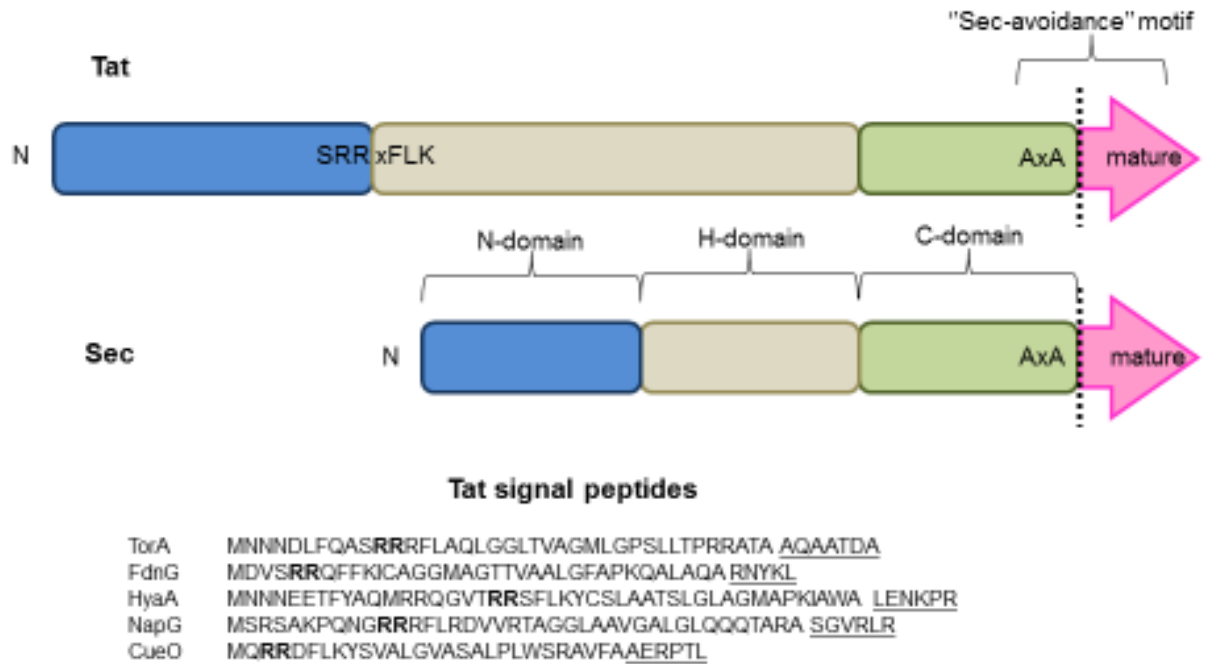 "Sec-avoidance" motif
Tat
N
SRRxFLK
AxA
mature
N-domain
H-domain
C-domain
Sec
N
AxA
mature
Tat signal peptides
TorA MNNNDLFQASRRRFLAQLGGLTVAGMLGPSLLTPRRATA AQAATDA
FdnG MDVSRRQFFKICAGGMAGTTVAALGFAPKQALAQA RNYKL
HyaA MNNNEETFYAQMRRQGVTRRSFLKYCSLAATSLGLAGMAPKIAWA LENKPR
NapG MSRSAKPQNGRRRFLRDVVRTAGGLAAVGALGLQQQTARA SGVRLR
CueO MQRRDFLKYSVALGVASALPLWSRAVFAAERPTL